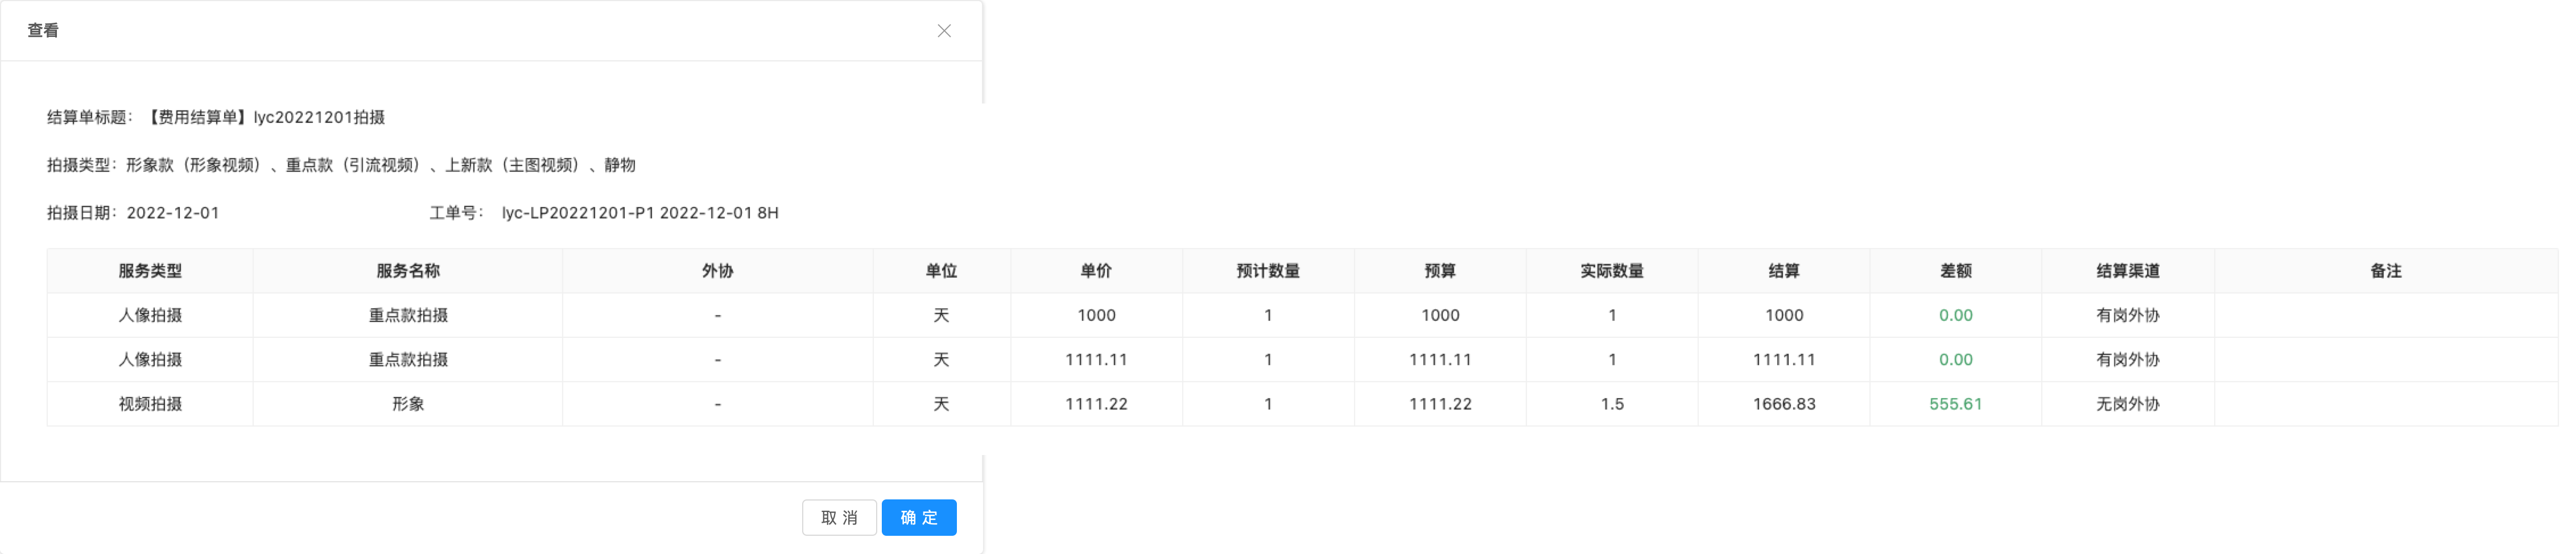 查看
结算单标题：【费用结算单】lyc20221201拍摄
拍摄类型：形象款（形象视频）、重点款（引流视频）、上新款（主图视频）、静物
拍摄日期：2022-12-01 工单号： lyc-LP20221201-P1 2022-12-01 8H
服务类型 服务名称 外协 单位 单价 预计数量 预算 实际数量 结算 差额 结算渠道 备注
人像拍摄 重点款拍摄 - 天 1000 1 1000 1 1000 0.00 有岗外协
人像拍摄 重点款拍摄 - 天 1111.11 1 1111.11 1 1111.11 0.00 有岗外协
视频拍摄 形象 - 天 1111.22 1 1111.22 1.5 1666.83 555.61 无岗外协
取 消 确 定